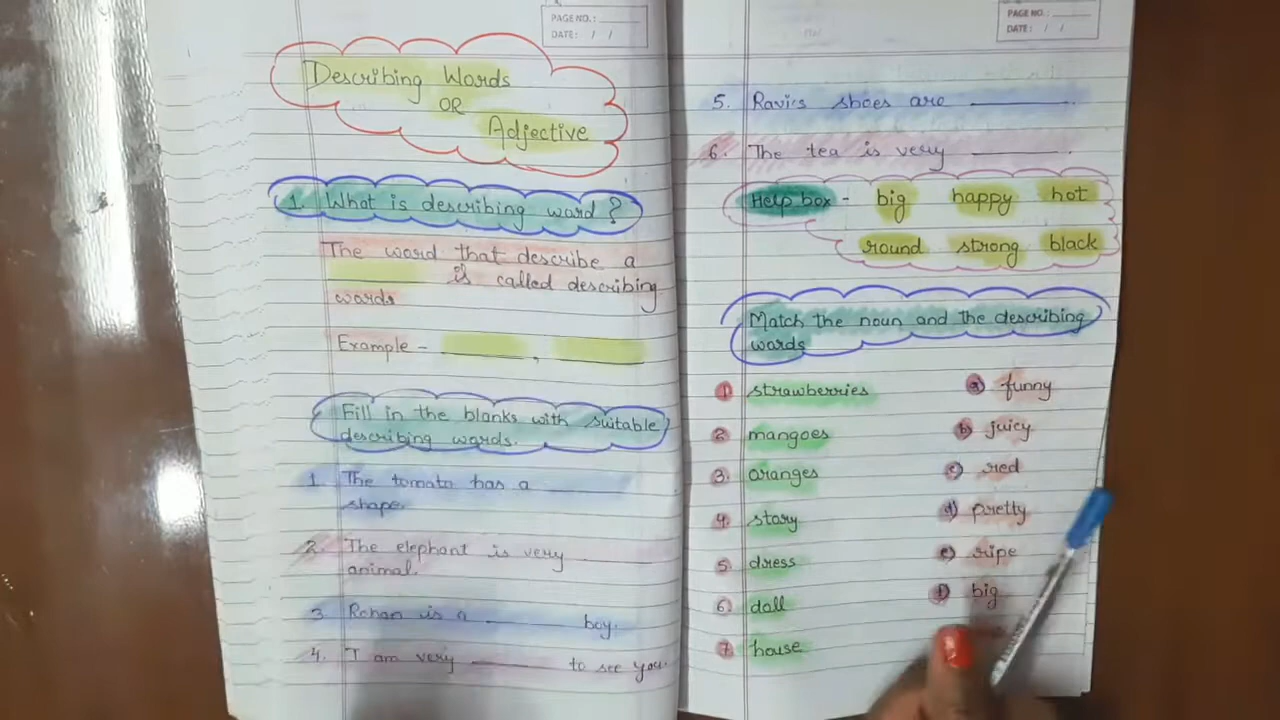 PAGE NO.:
DATE: / /
Describing Words
OR
Adjective
1. What is describing word?
The word that describe a
is called describing
words
Example - ,
Fill in the blanks with suitable
describing words.
1. The tomato has a
shape.
2. The elephant is very
animal.
3 Rohan is a boy.
4. I am very to see you.
PAGE NO.:
DATE: / /
5. Ravi's shoes are .
6. The tea is very .
Help box - big happy hot
round strong black
Match the noun and the describing
words
1 strawberries a) funny
2 mangoes b) juicy
3. oranges c) red
4. story d) pretty
5. dress e) ripe
6) doll f) big
7 house